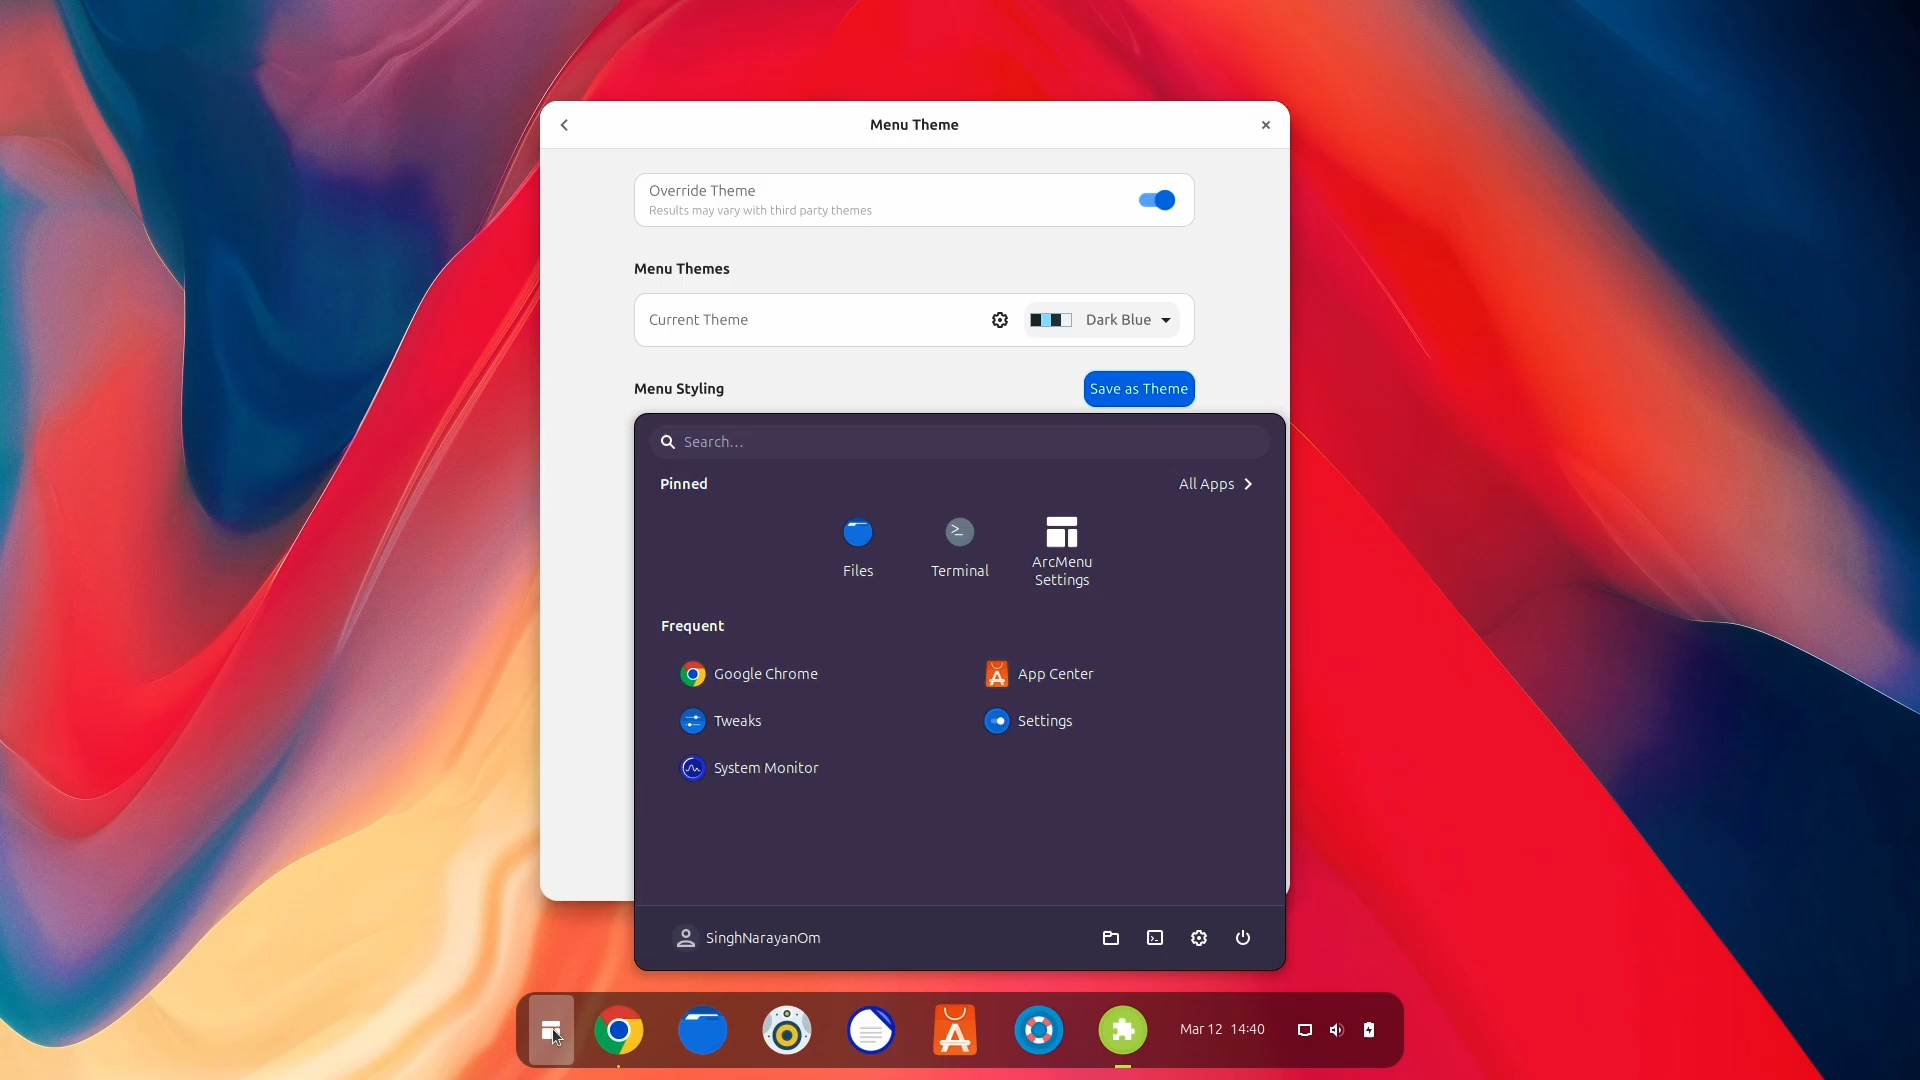 Menu Theme
Override Theme
Results may vary with third party themes
Menu Themes
Current Theme
Dark Blue
Menu Styling
Save as Theme
Search...
Pinned
All Apps
Files
Terminal
ArcMenu
Settings
Frequent
Google Chrome
App Center
Tweaks
Settings
System Monitor
SinghNarayanOm
Mar 12 14:40